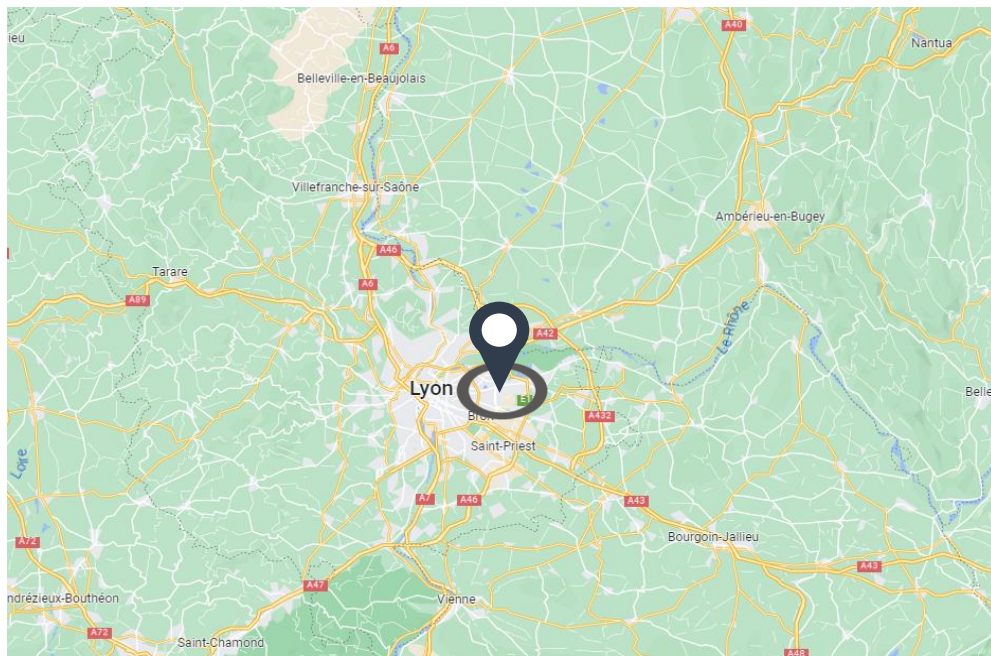 A40
ieu
Nantua
A6
Belleville-en-Beaujolais
Villefranche-sur-Saône
Ambérieu-en-Bugey
A46
Tarare
A6
A89
Le Rhône
A42
Lyon
Belle
E1
A432
Saint-Priest
Loire
A7
A46
A43
Bourgoin-Jallieu
A72
A43
A47
ndrézieux-Bouthéon
Vienne
A72
Saint-Chamond
A48